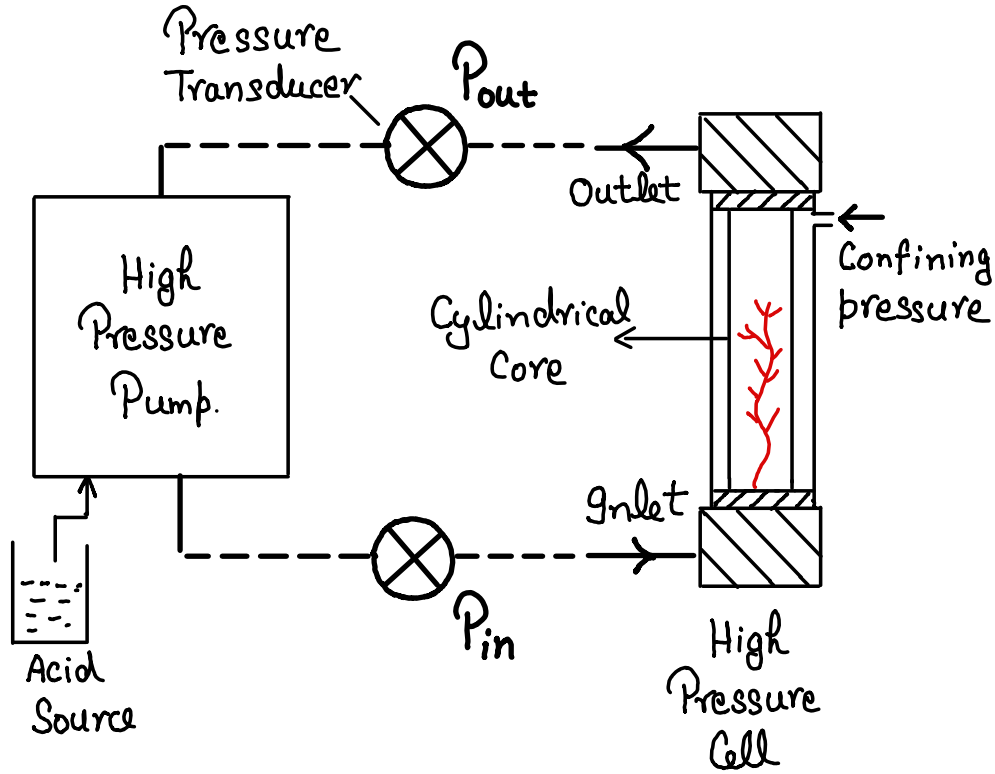 Pressure
Transducer
Pout
Outlet
Confining
pressure
High
Pressure
Pump.
Cylindrical
Core
Inlet
Pin
Acid
Source
High
Pressure
Cell